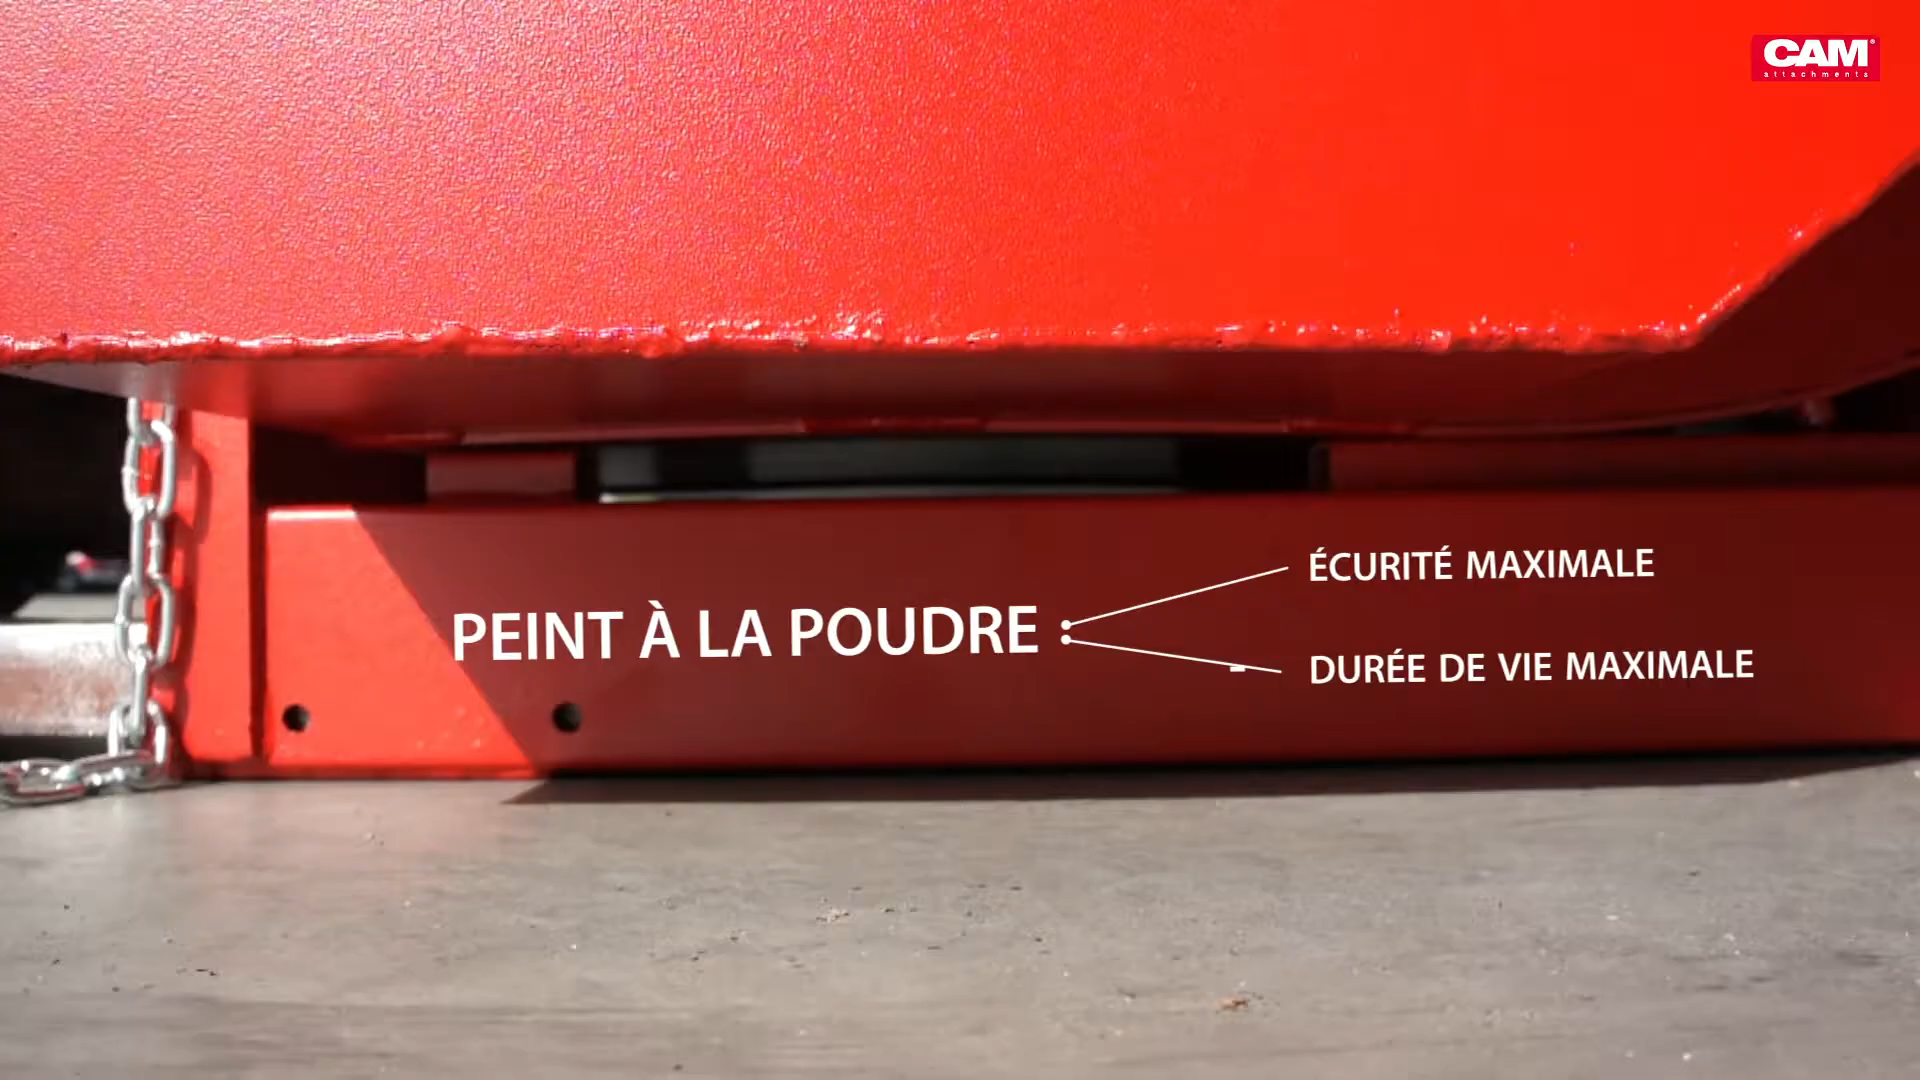 CAM
attachments
PEINT À LA POUDRE
ÉCURITÉ MAXIMALE
DURÉE DE VIE MAXIMALE